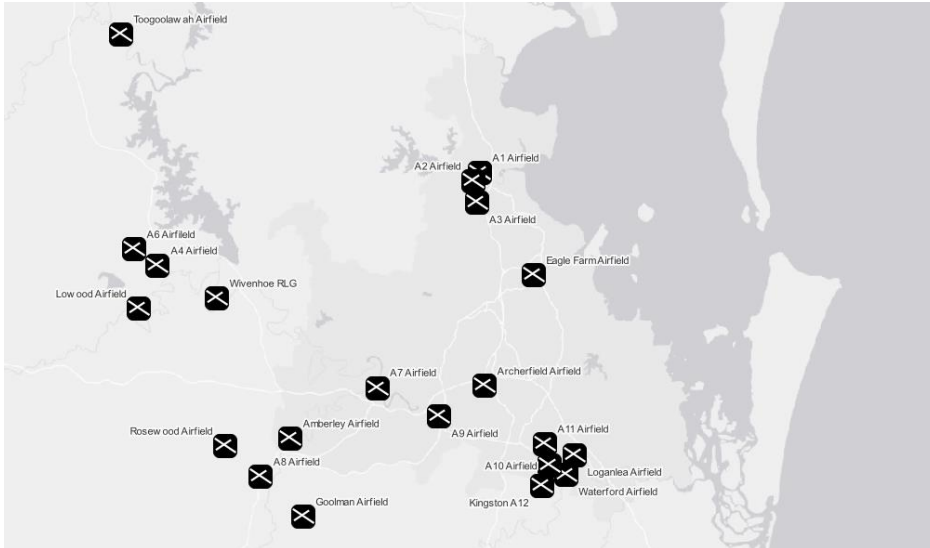 Toogoolaw ah Airfield
A1 Airfield
A2 Airfield
A3 Airfield
A6 Airfileld
A4 Airfield
Eagle Farm Airfield
Wivenhoe RLG
Low ood Airfield
A7 Airfield
Archerfield Airfield
Amberley Airfield
Rosew ood Airfield
A9 Airfield
A11 Airfield
A8 Airfield
A10 Airfield
Loganlea Airfield
Waterford Airfield
Goolman Airfield
Kingston A12